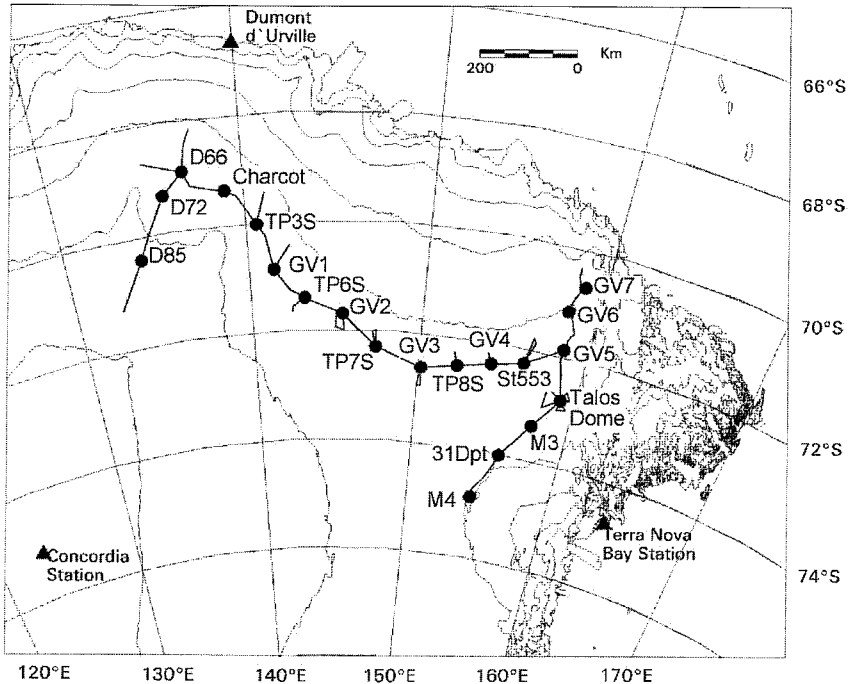 Dumont
d`Urville
Km
200
0
66°S
D66
Charcot
D72
TP3S
68°S
D85
GV1
TP6S
GV7
GV2
GV6
70°S
GV3
GV4
GV5
TP7S
TP8S
St553
Talos
Dome
M3
31Dpt
72°S
M4
Concordia
Station
Terra Nova
Bay Station
74°S
120°E
130°E
140°E
150°E
160°E
170°E